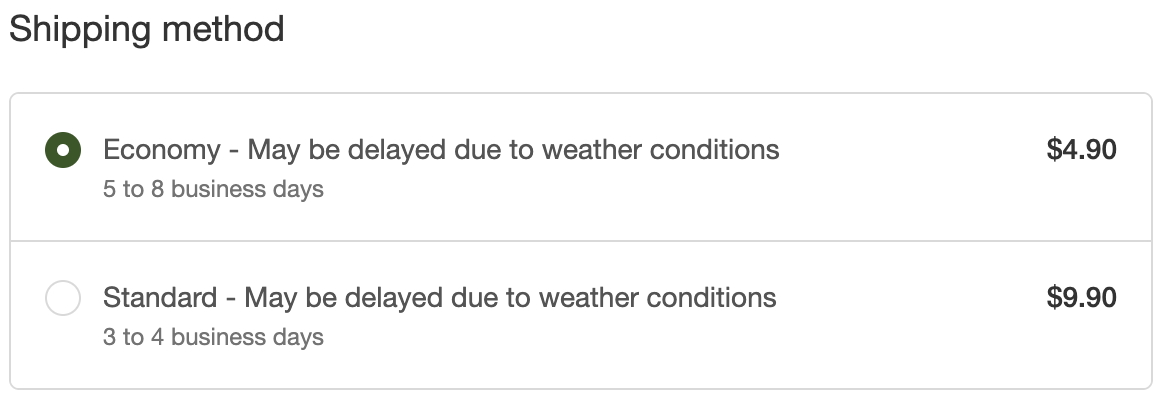 Shipping method
Economy - May be delayed due to weather conditions $4.90
5 to 8 business days
Standard - May be delayed due to weather conditions $9.90
3 to 4 business days